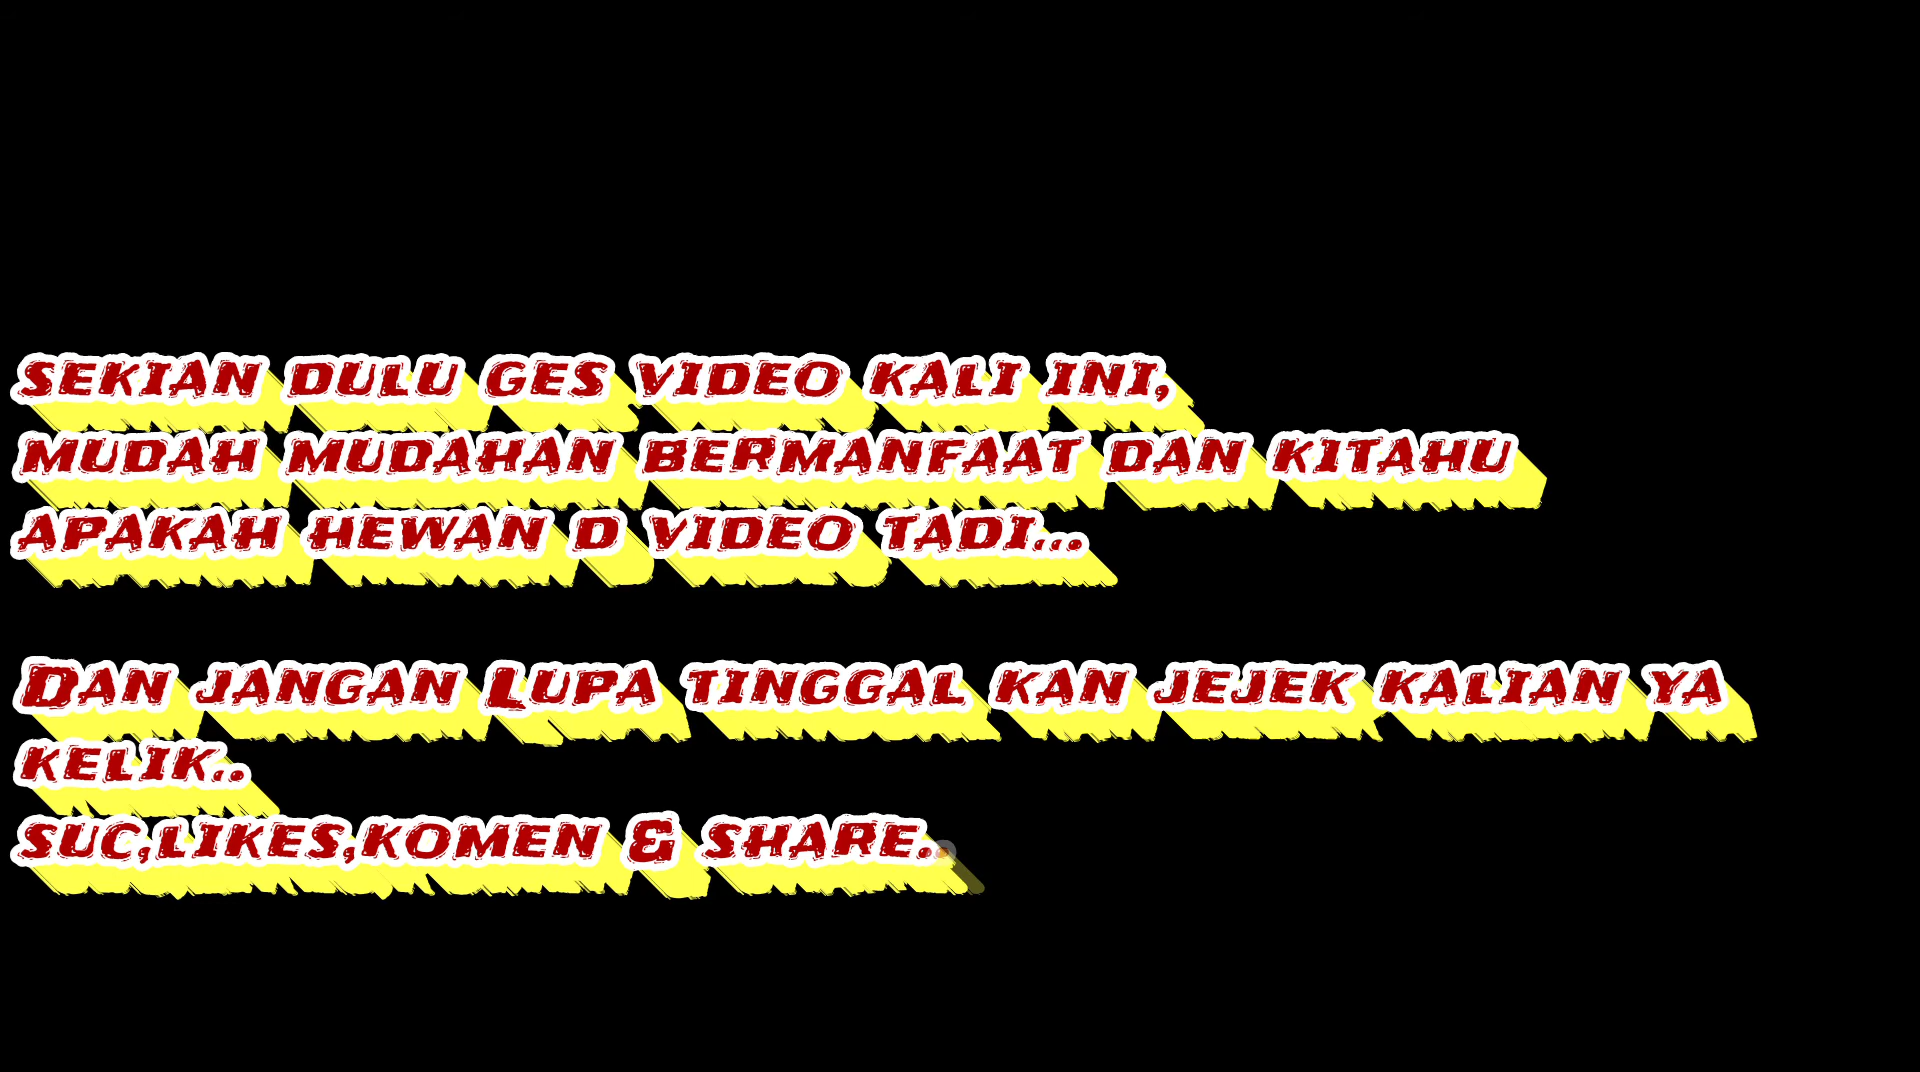 sekian dulu ges video kali ini,
mudah mudahan bermanfaat dan kitahu
apakah hewan d video tadi...
Dan jangan Lupa tinggal kan jejek kalian ya
kelik..
suc,likes,komen & share..